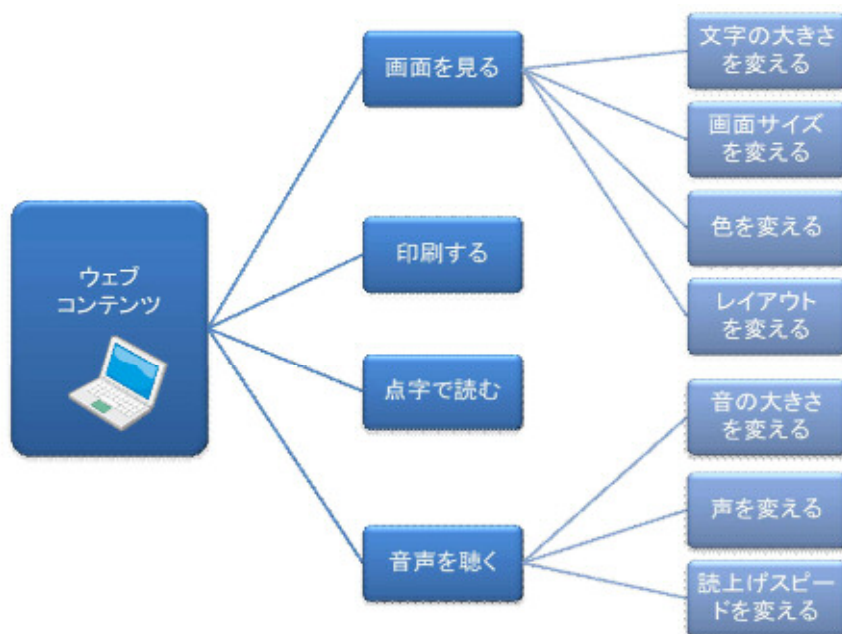 ウェブ
コンテンツ
画面を見る
文字の大きさ
を変える
画面サイズ
を変える
色を変える
レイアウト
を変える
印刷する
点字で読む
音声を聴く
音の大きさ
を変える
声を変える
読上げスピー
ドを変える